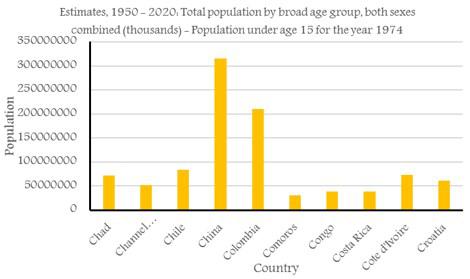 Estimates, 1950 - 2020: Total population by broad age group, both sexes
combined (thousands) - Population under age 15 for the year 1974
350000000
300000000
250000000
200000000
150000000
100000000
50000000
0
Population
Chad
Channel...
Chile
China
Colombia
Comoros
Congo
Costa Rica
Cote d'Ivoire
Croatia
Country